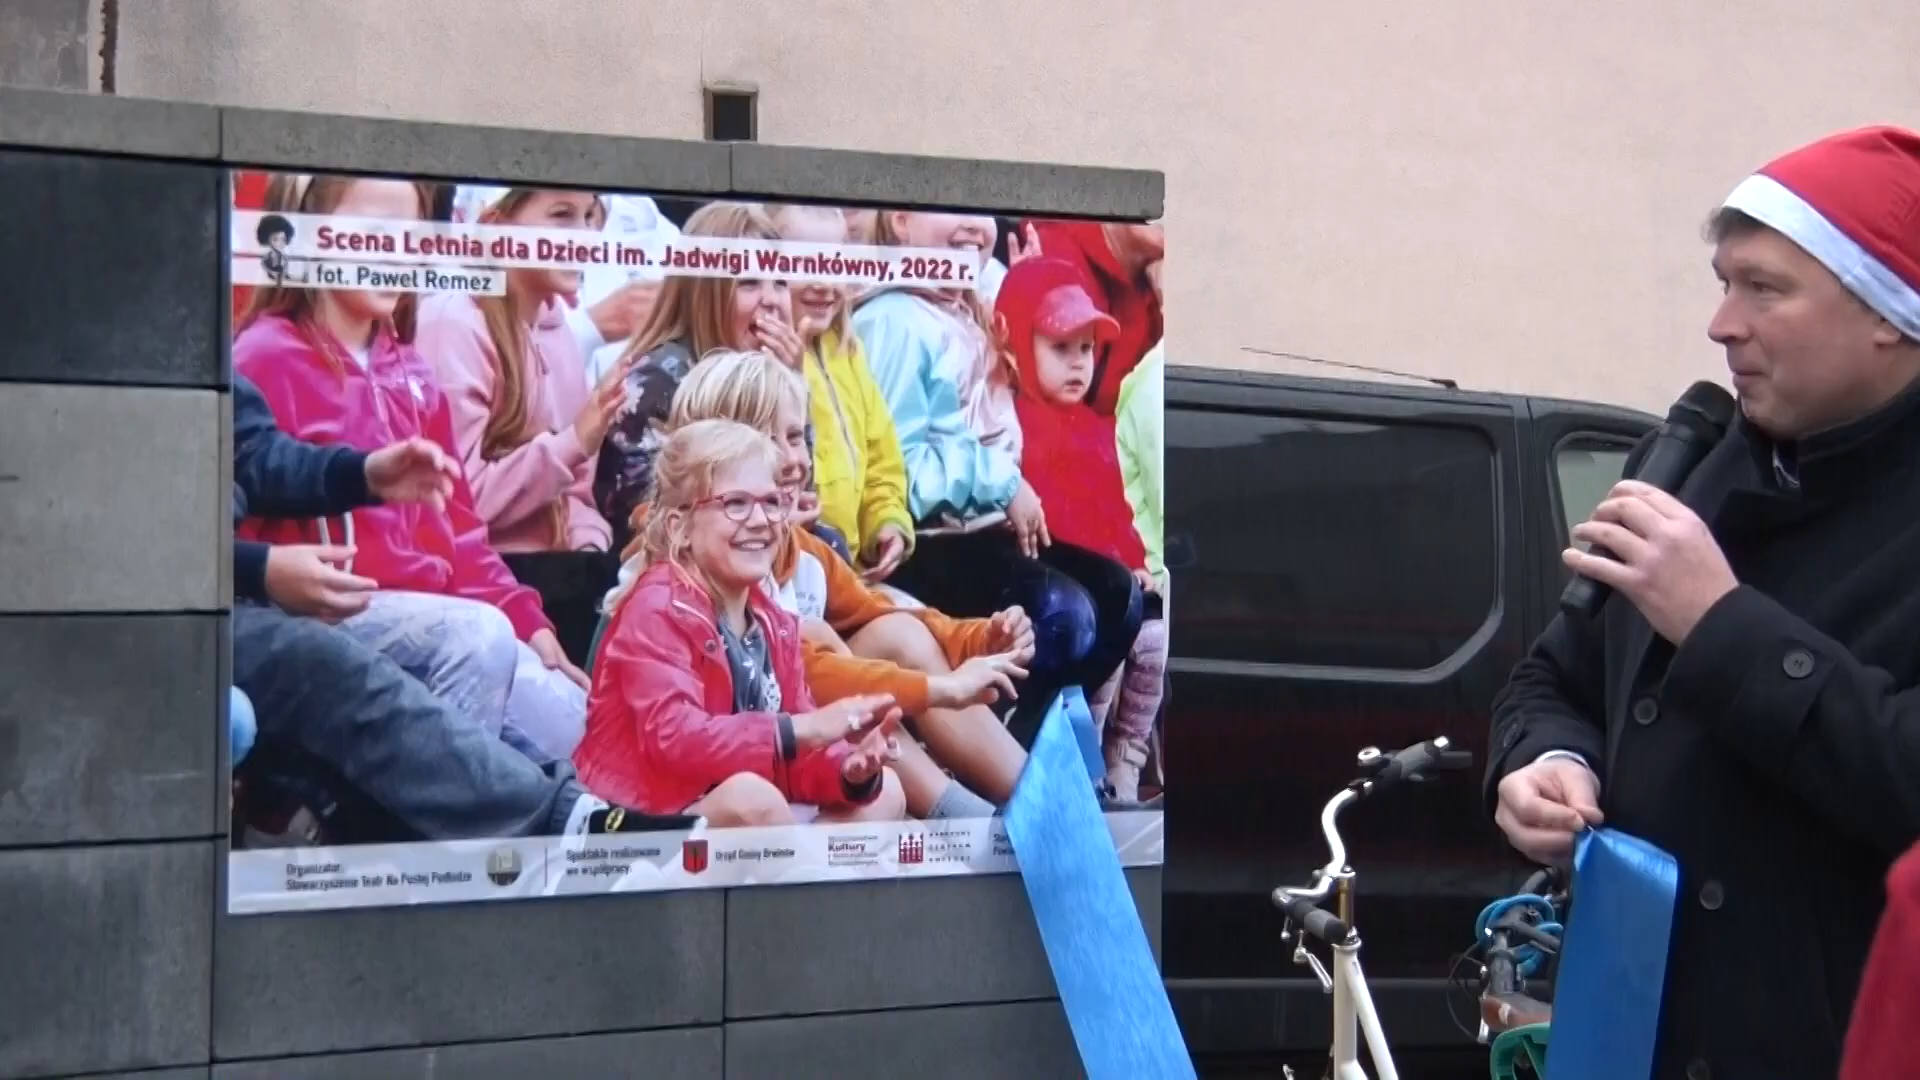 Scena Letnia dla Dzieci im. Jadwigi Warnkówny, 2022 r.
fot. Paweł Remez
Organizator:
Stowarzyszenie Teatr Na Pustej Podłodze
Spektakle realizowane
we współpracy:
Urząd Gminy Brwinów
Kultury